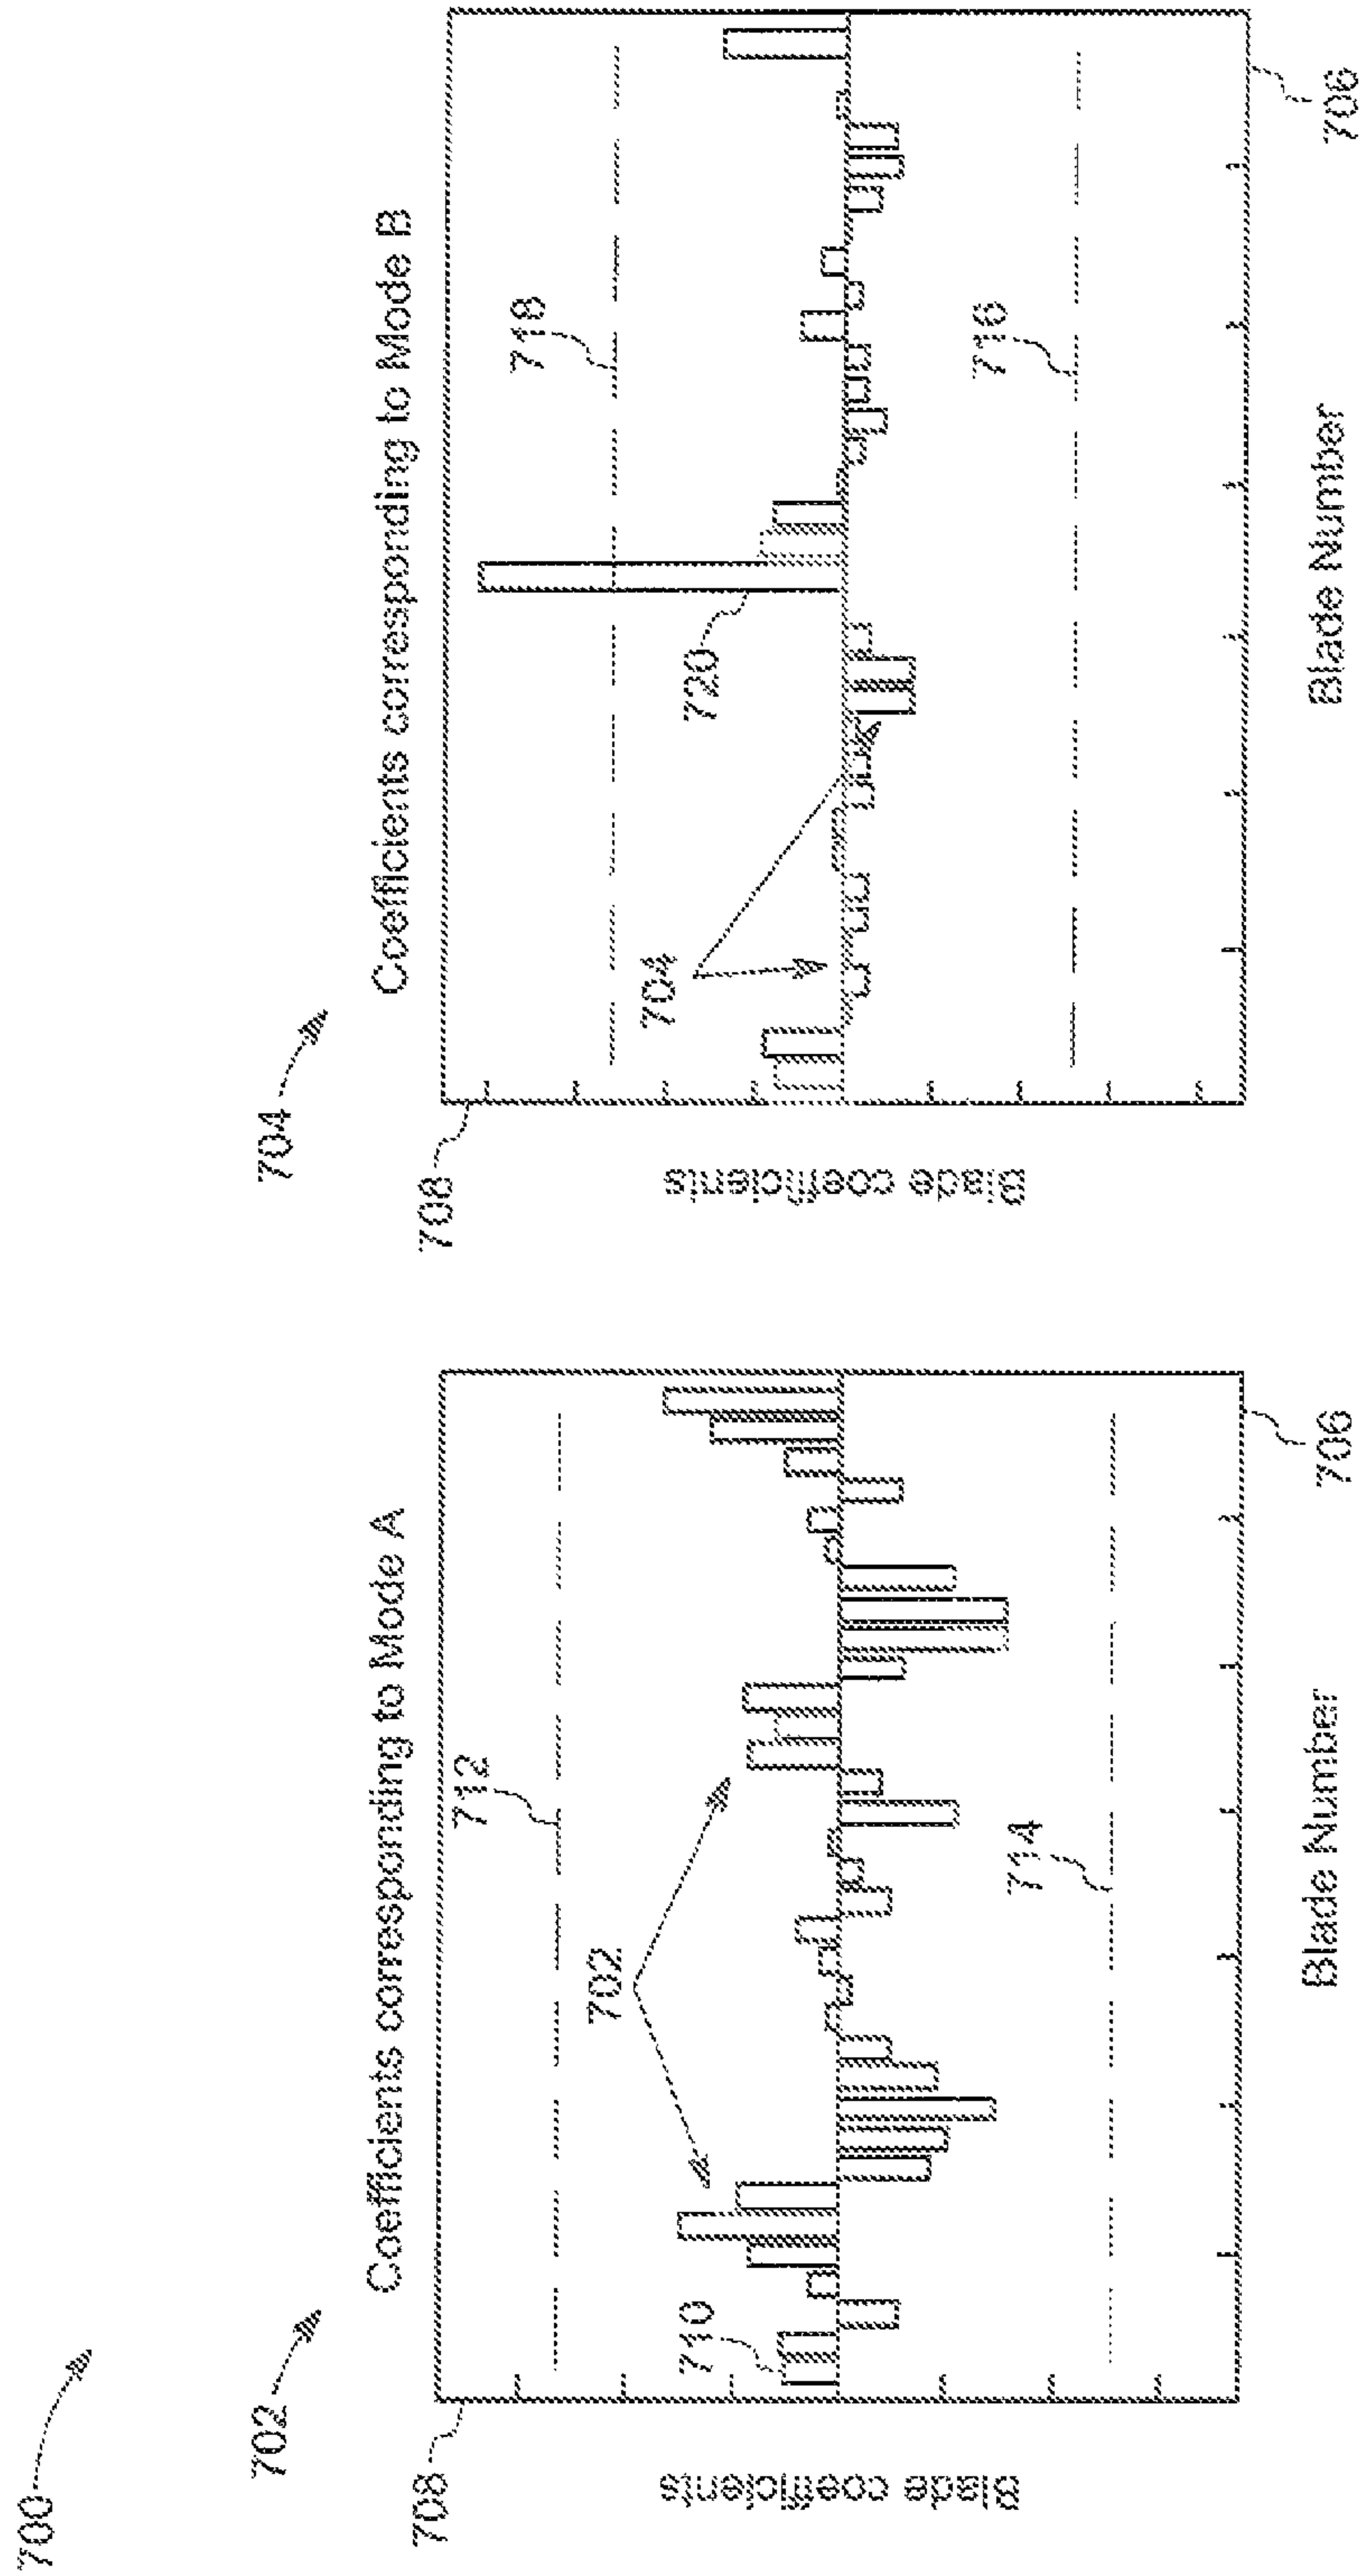 700
702
Coefficients corresponding to Mode A
708
712
702
710
714
Blade coefficients
706
Blade Number
704
Coefficients corresponding to Mode B
708
718
720
704
716
Blade coefficients
706
Blade Number